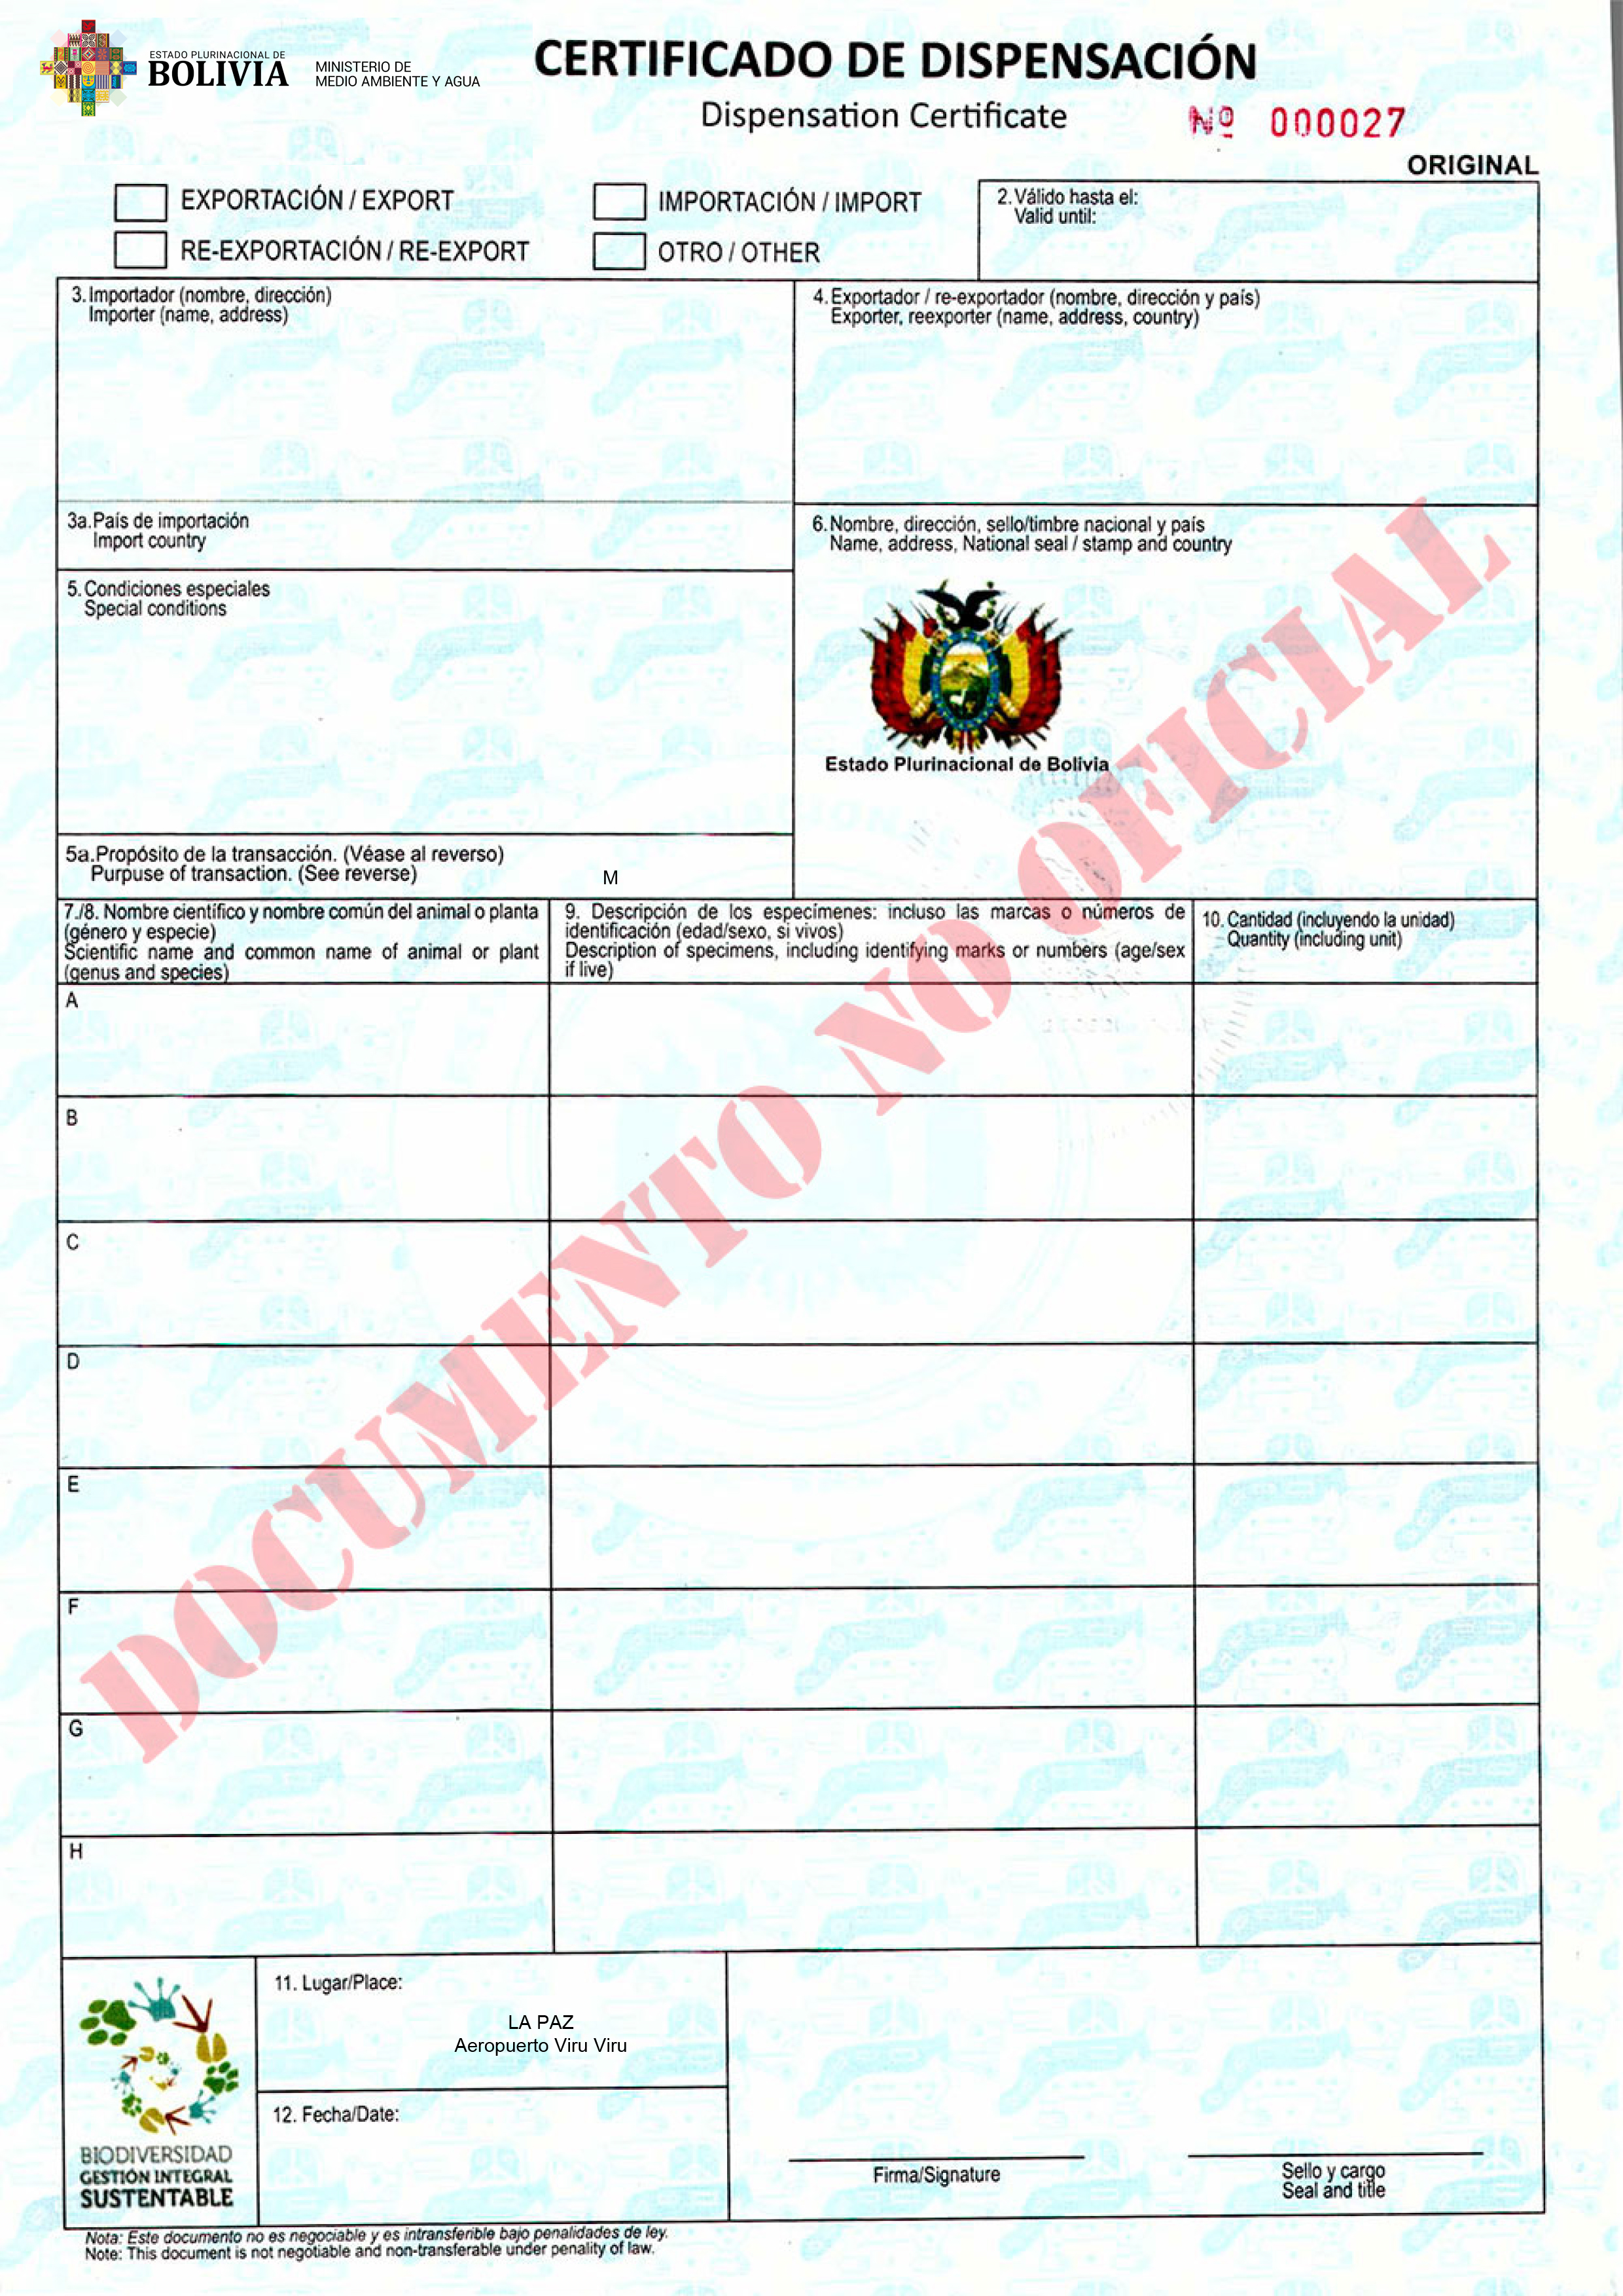 ESTADO PLURINACIONAL DE
BOLIVIA
MINISTERIO DE
MEDIO AMBIENTE Y AGUA
CERTIFICADO DE DISPENSACIÓN
Dispensation Certificate
Nº 000027
ORIGINAL
EXPORTACIÓN / EXPORT
IMPORTACIÓN / IMPORT
RE-EXPORTACIÓN / RE-EXPORT
OTRO / OTHER
2. Válido hasta el:
Valid until:
3. Importador (nombre, dirección)
Importer (name, address)
4. Exportador / re-exportador (nombre, dirección y país)
Exporter, reexporter (name, address, country)
3a. País de importación
Import country
5. Condiciones especiales
Special conditions
6. Nombre, dirección, sello/timbre nacional y país
Name, address, National seal / stamp and country
Estado Plurinacional de Bolivia
5a. Propósito de la transacción. (Véase al reverso)
Purpuse of transaction. (See reverse)
M
7./8. Nombre científico y nombre común del animal o planta
(género y especie)
Scientific name and common name of animal or plant
(genus and species)
9. Descripción de los especímenes: incluso las marcas o números de
identificación (edad/sexo, si vivos)
Description of specimens, including identifying marks or numbers (age/sex
if live)
10. Cantidad (incluyendo la unidad)
Quantity (including unit)
A
B
C
D
E
F
G
H
DOCUMENTO NO OFICIAL
BIODIVERSIDAD
GESTIÓN INTEGRAL
SUSTENTABLE
11. Lugar/Place:
LA PAZ
Aeropuerto Viru Viru
12. Fecha/Date:
Firma/Signature
Sello y cargo
Seal and title
Nota: Este documento no es negociable y es intransferible bajo penalidades de ley.
Note: This document is not negotiable and non-transferable under penality of law.